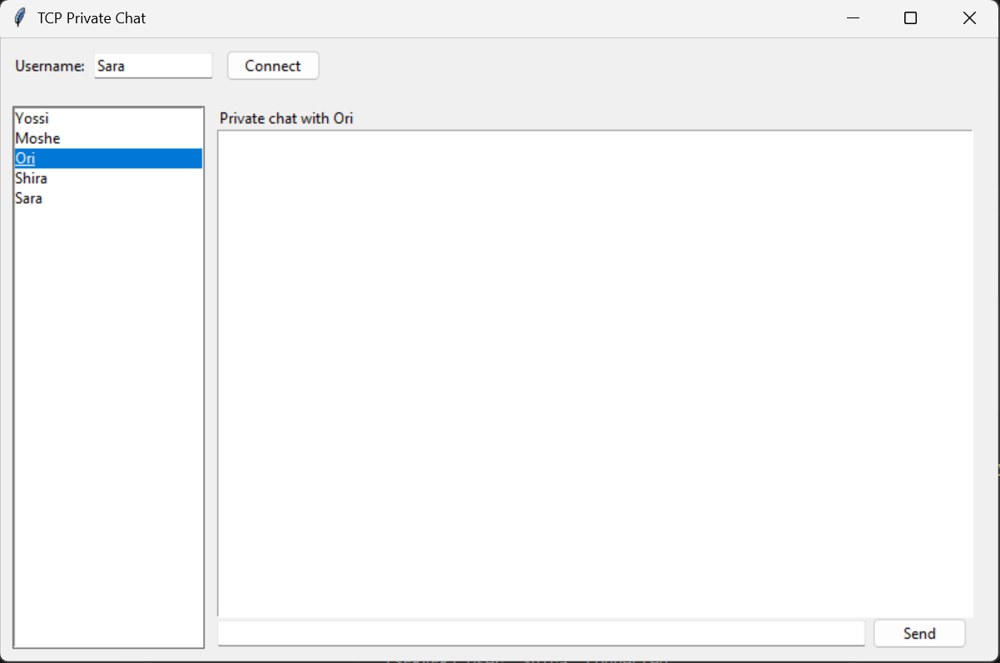 TCP Private Chat
Username: Sara Connect
Yossi
Moshe
Ori
Shira
Sara
Private chat with Ori
Send